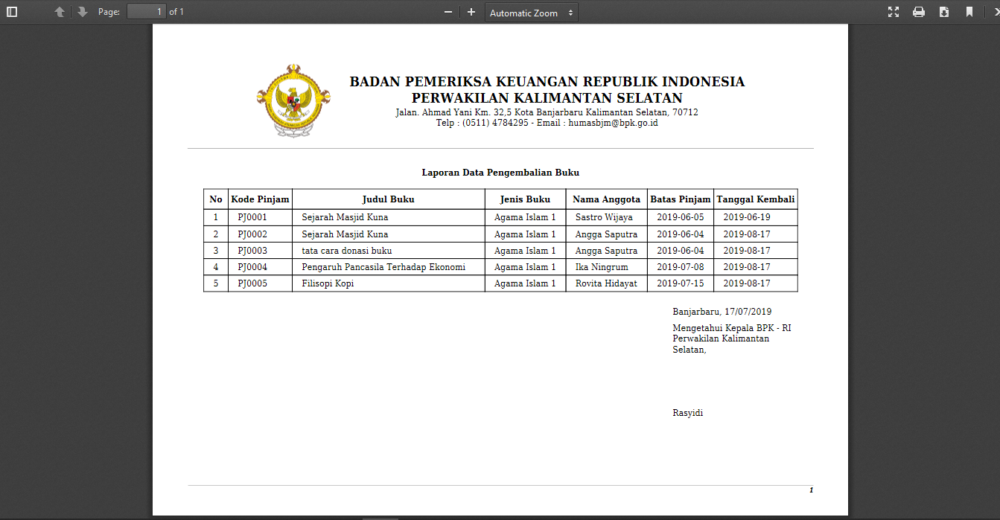 Page: 1 of 1
Automatic Zoom
BADAN PEMERIKSA KEUANGAN REPUBLIK INDONESIA
PERWAKILAN KALIMANTAN SELATAN
Jalan. Ahmad Yani Km. 32,5 Kota Banjarbaru Kalimantan Selatan, 70712
Telp : (0511) 4784295 - Email : humasbjm@bpk.go.id
Laporan Data Pengembalian Buku
No Kode Pinjam Judul Buku Jenis Buku Nama Anggota Batas Pinjam Tanggal Kembali
1 PJ0001 Sejarah Masjid Kuna Agama Islam 1 Sastro Wijaya 2019-06-05 2019-06-19
2 PJ0002 Sejarah Masjid Kuna Agama Islam 1 Angga Saputra 2019-06-04 2019-08-17
3 PJ0003 tata cara donasi buku Agama Islam 1 Angga Saputra 2019-06-04 2019-08-17
4 PJ0004 Pengaruh Pancasila Terhadap Ekonomi Agama Islam 1 Ika Ningrum 2019-07-08 2019-08-17
5 PJ0005 Filisopi Kopi Agama Islam 1 Rovita Hidayat 2019-07-15 2019-08-17
Banjarbaru, 17/07/2019
Mengetahui Kepala BPK - RI
Perwakilan Kalimantan
Selatan,
Rasyidi
1